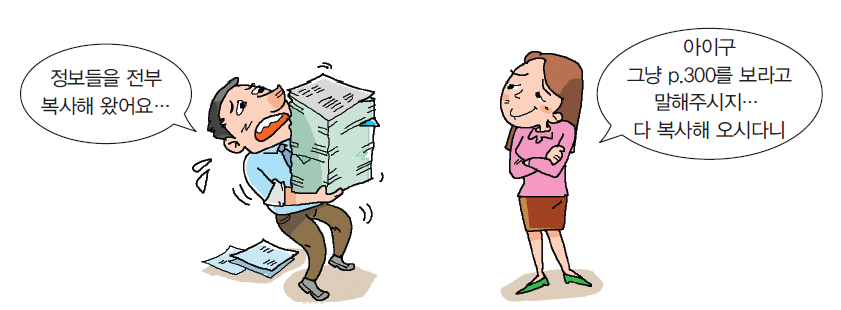 정보들을 전부
복사해 왔어요…
아이구
그냥 p.300를 보라고
말해주시지…
다 복사해 오시다니